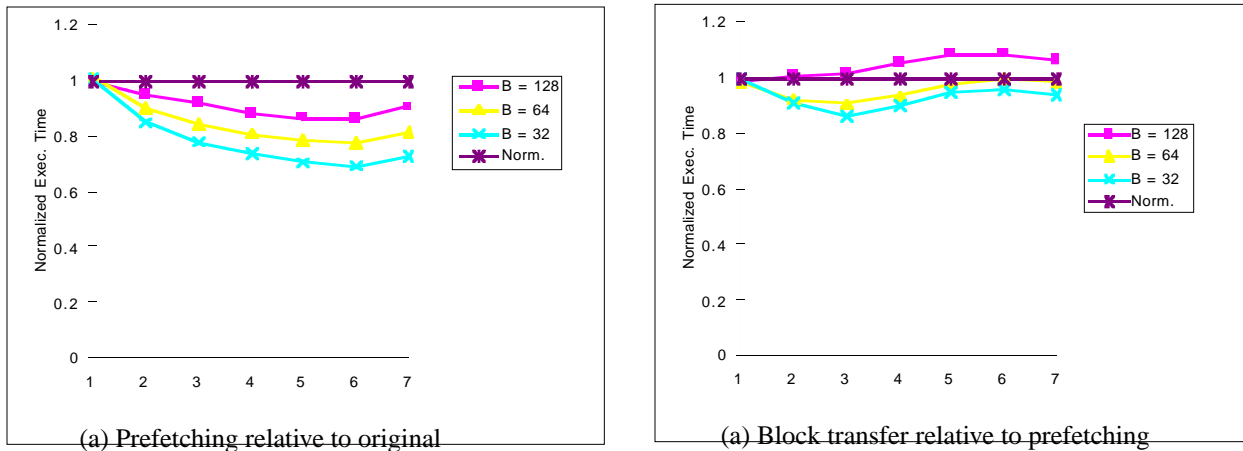 1.2
1
0.8
0.6
0.4
0.2
0
Normalized Exec. Time
1 2 3 4 5 6 7
B = 128
B = 64
B = 32
Norm.
(a) Prefetching relative to original
1.2
1
0.8
0.6
0.4
0.2
0
Normalized Exec. Time
1 2 3 4 5 6 7
B = 128
B = 64
B = 32
Norm.
(a) Block transfer relative to prefetching